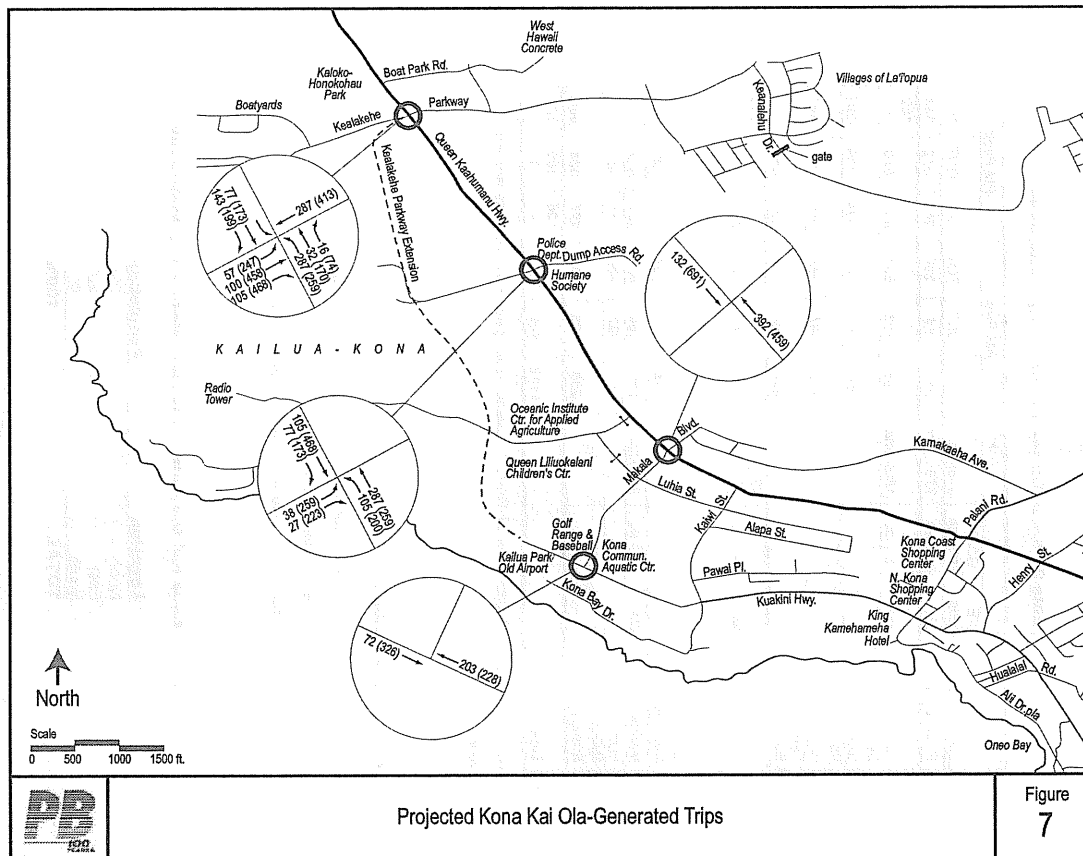 West
Hawaii
Concrete
Kaloko-
Honokohau
Park
Boat Park Rd.
Boatyards
Kealakehe
Parkway
Villages of La'i'opua
Keanalehu
Dr.
gate
Queen Kaahumanu Hwy.
Kealakehe Parkway Extension
77 (173)
143 (199)
287 (413)
57 (247)
100 (458)
105 (468)
16 (74)
32 (170)
287 (259)
Police
Dept.
Dump Access Rd.
Humane
Society
132 (691)
392 (459)
KAILUA-KONA
Radio
Tower
Oceanic Institute
Ctr. for Applied
Agriculture
Queen Liliuokalani
Children's Ctr.
Makala
Blvd.
Kamakaeha Ave.
Luhia St.
Kaiwi St.
Alapa St.
Palani Rd.
Kona Coast
Shopping
Center
Henry St.
N. Kona
Shopping
Center
105 (468)
77 (173)
38 (259)
27 (223)
287 (259)
105 (200)
Golf
Range &
Baseball
Kailua Park/
Old Airport
Kona
Commun.
Aquatic Ctr.
Pawai Pl.
Kona Bay Dr.
Kuakini Hwy.
King
Kamehameha
Hotel
Hualalai Rd.
Alii Dr.pla
Oneo Bay
72 (326)
203 (228)
North
Scale
0 500 1000 1500 ft.
PB
100
YEARS
Projected Kona Kai Ola-Generated Trips
Figure
7